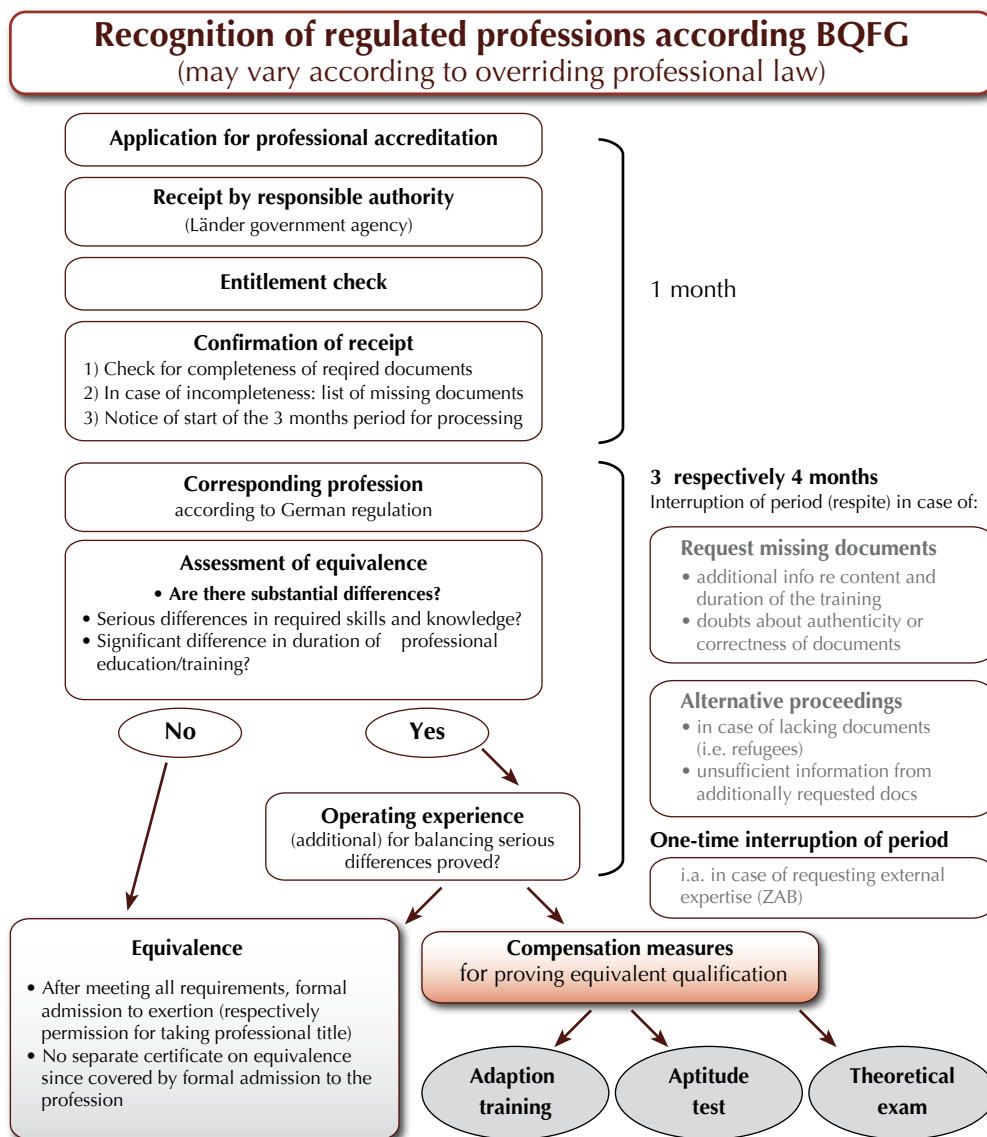 Recognition of regulated professions according BQFG
(may vary according to overriding professional law)
Application for professional accreditation
Receipt by responsible authority
(Länder government agency)
Entitlement check
1 month
Confirmation of receipt
1) Check for completeness of reqired documents
2) In case of incompleteness: list of missing documents
3) Notice of start of the 3 months period for processing
Corresponding profession
according to German regulation
Assessment of equivalence
• Are there substantial differences?
• Serious differences in required skills and knowledge?
• Significant difference in duration of professional
education/training?
3 respectively 4 months
Interruption of period (respite) in case of:
Request missing documents
• additional info re content and
duration of the training
• doubts about authenticity or
correctness of documents
Alternative proceedings
• in case of lacking documents
(i.e. refugees)
• unsufficient information from
additionally requested docs
One-time interruption of period
i.a. in case of requesting external
expertise (ZAB)
No
Yes
Operating experience
(additional) for balancing serious
differences proved?
Equivalence
• After meeting all requirements, formal
admission to exertion (respectively
permission for taking professional title)
• No separate certificate on equivalence
since covered by formal admission to the
profession
Compensation measures
for proving equivalent qualification
Adaption
training
Aptitude
test
Theoretical
exam